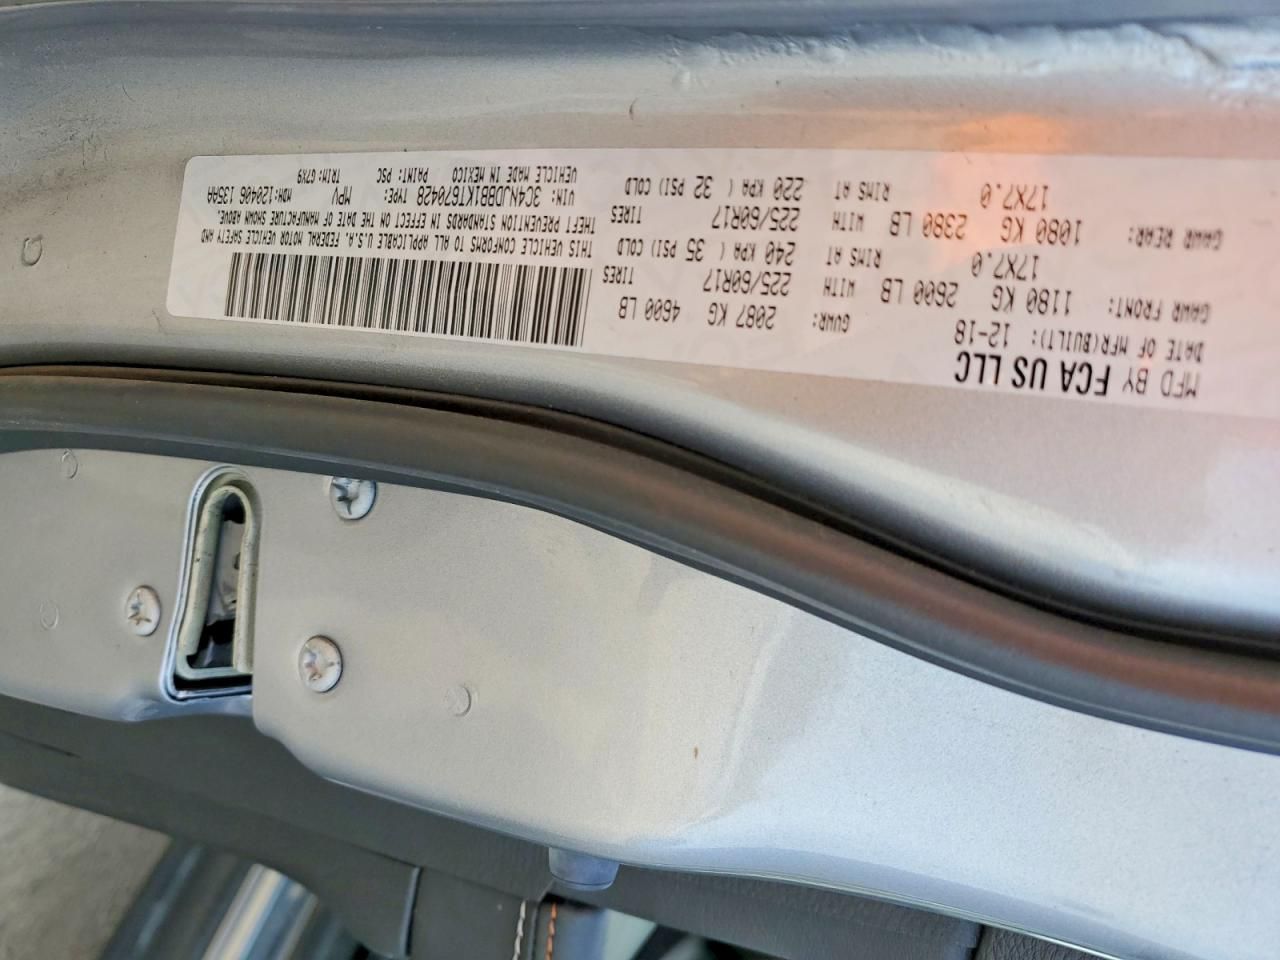 MFD BY FCA US LLC
DATE OF MFR(BUILT): 12-18 GVWR: 2087 KG 4600 LB
GAWR FRONT: 1180 KG 2600 LB WITH 225/60R17 TIRES
17X7.0 RIMS AT 240 KPA ( 35 PSI) COLD
GAWR REAR: 1080 KG 2380 LB WITH 225/60R17 TIRES
17X7.0 RIMS AT 220 KPA ( 32 PSI) COLD
THIS VEHICLE CONFORMS TO ALL APPLICABLE U.S.A. FEDERAL MOTOR VEHICLE SAFETY AND
THEFT PREVENTION STANDARDS IN EFFECT ON THE DATE OF MANUFACTURE SHOWN ABOVE.
VIN: 3C4NJDBB1KT670428 TYPE: MPV MDH:120406 135AA
VEHICLE MADE IN MEXICO PAINT: PSC TRIM: G7X9